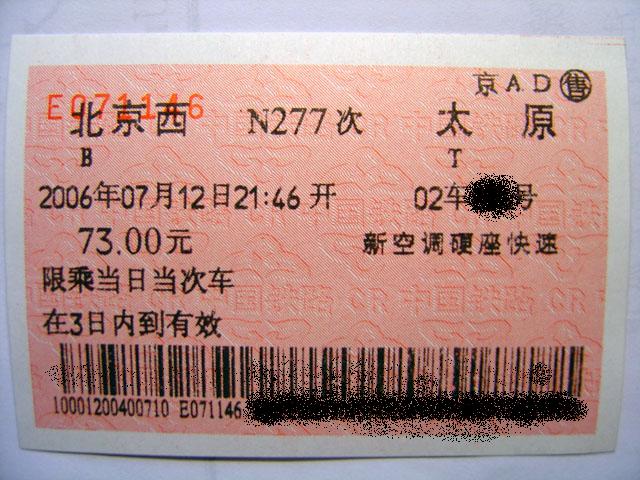 京AD售
E071146
北京西 N277次 太原
B T
2006年07月12日21:46开 02车 号
73.00元 新空调硬座快速
限乘当日当次车
在3日内到有效
10001200400710 E071146